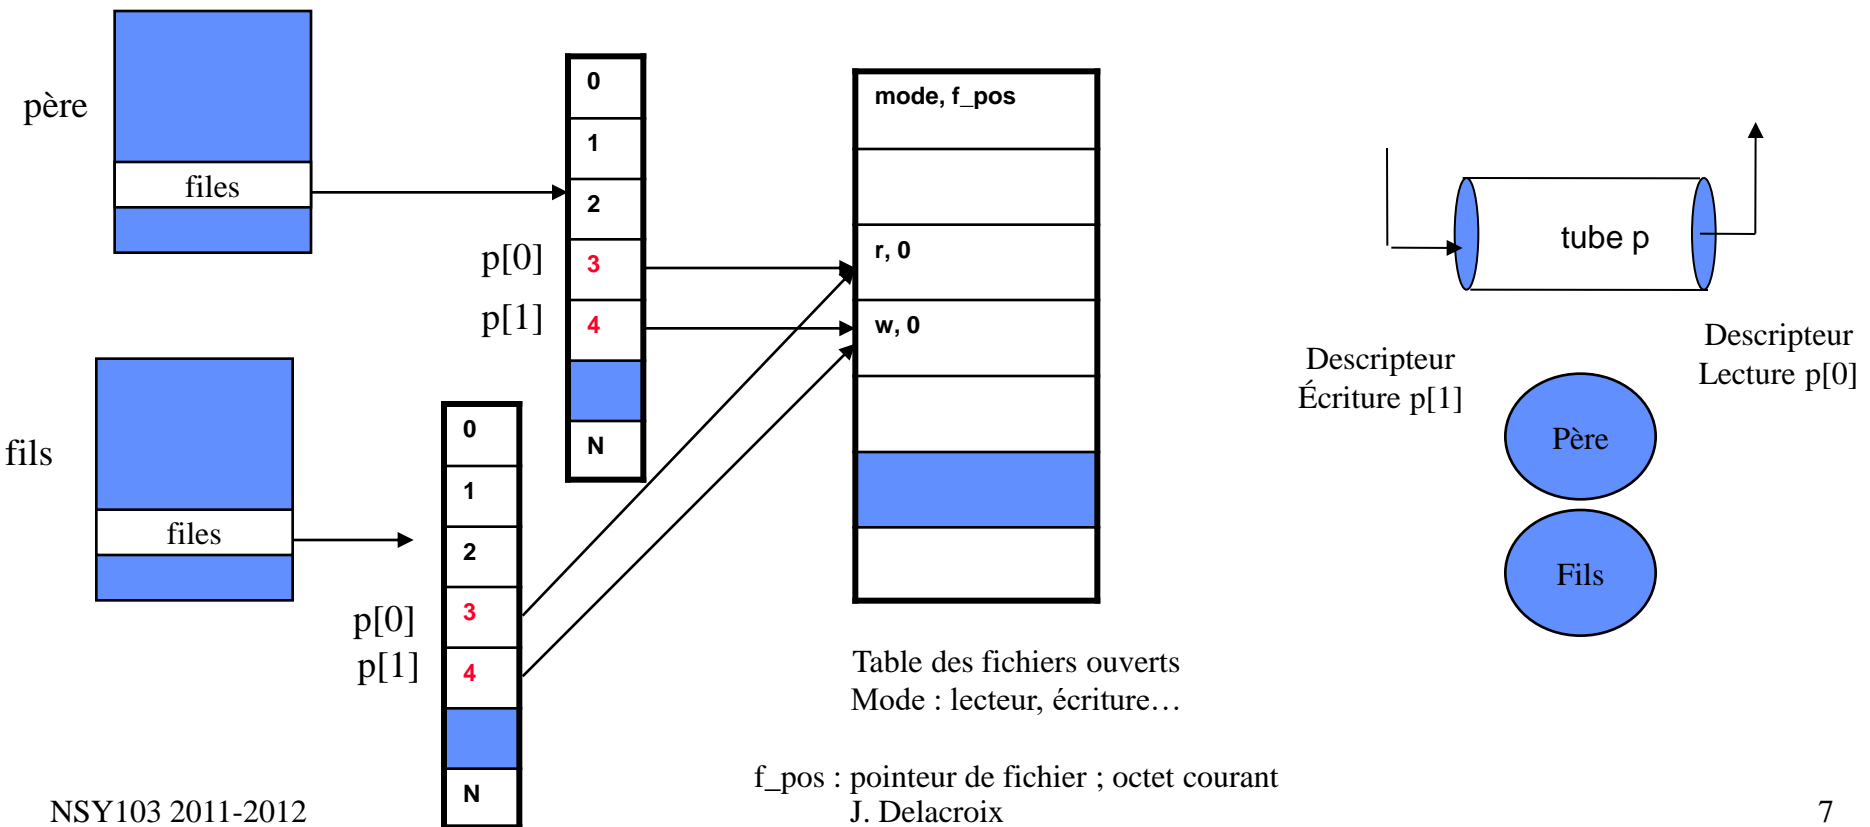 père
files
0
1
2
p[0] 3
p[1] 4
N
mode, f_pos
r, 0
w, 0
tube p
Descripteur
Écriture p[1]
Descripteur
Lecture p[0]
Père
Fils
fils
files
0
1
2
p[0] 3
p[1] 4
N
Table des fichiers ouverts
Mode : lecteur, écriture…
f_pos : pointeur de fichier ; octet courant
NSY103 2011-2012
J. Delacroix
7